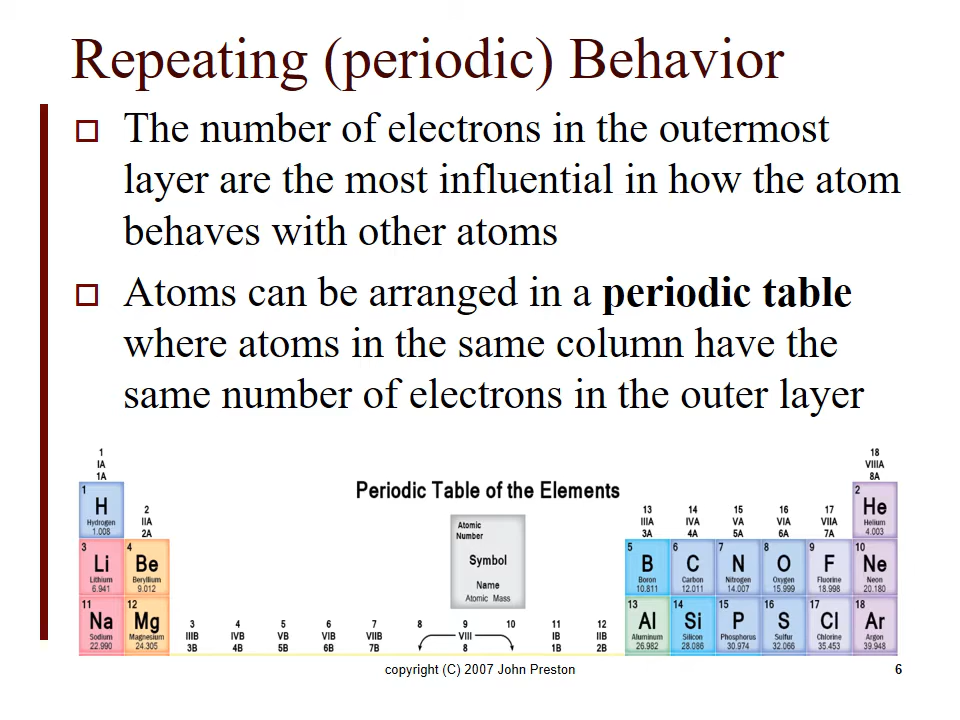 Repeating (periodic) Behavior
The number of electrons in the outermost
layer are the most influential in how the atom
behaves with other atoms
Atoms can be arranged in a periodic table
where atoms in the same column have the
same number of electrons in the outer layer
1 18
IA VIIIA
1A 8A
Periodic Table of the Elements
1 2
H He
Hydrogen Helium
1.008 4.003
2 13 14 15 16 17
IIA IIIA IVA VA VIA VIIA
2A 3A 4A 5A 6A 7A
Atomic
Number
Symbol
Name
Atomic Mass
3 4 5 6 7 8 9 10
Li Be B C N O F Ne
Lithium Beryllium Boron Carbon Nitrogen Oxygen Fluorine Neon
6.941 9.012 10.811 12.011 14.007 15.999 18.998 20.180
11 12 13 14 15 16 17 18
Na Mg Al Si P S Cl Ar
Sodium Magnesium Aluminum Silicon Phosphorus Sulfur Chlorine Argon
22.990 24.305 26.982 28.086 30.974 32.066 35.453 39.948
3 4 5 6 7 8 9 10 11 12
IIIB IVB VB VIB VIIB VIII IB IIB
3B 4B 5B 6B 7B 8 1B 2B
copyright (C) 2007 John Preston
6